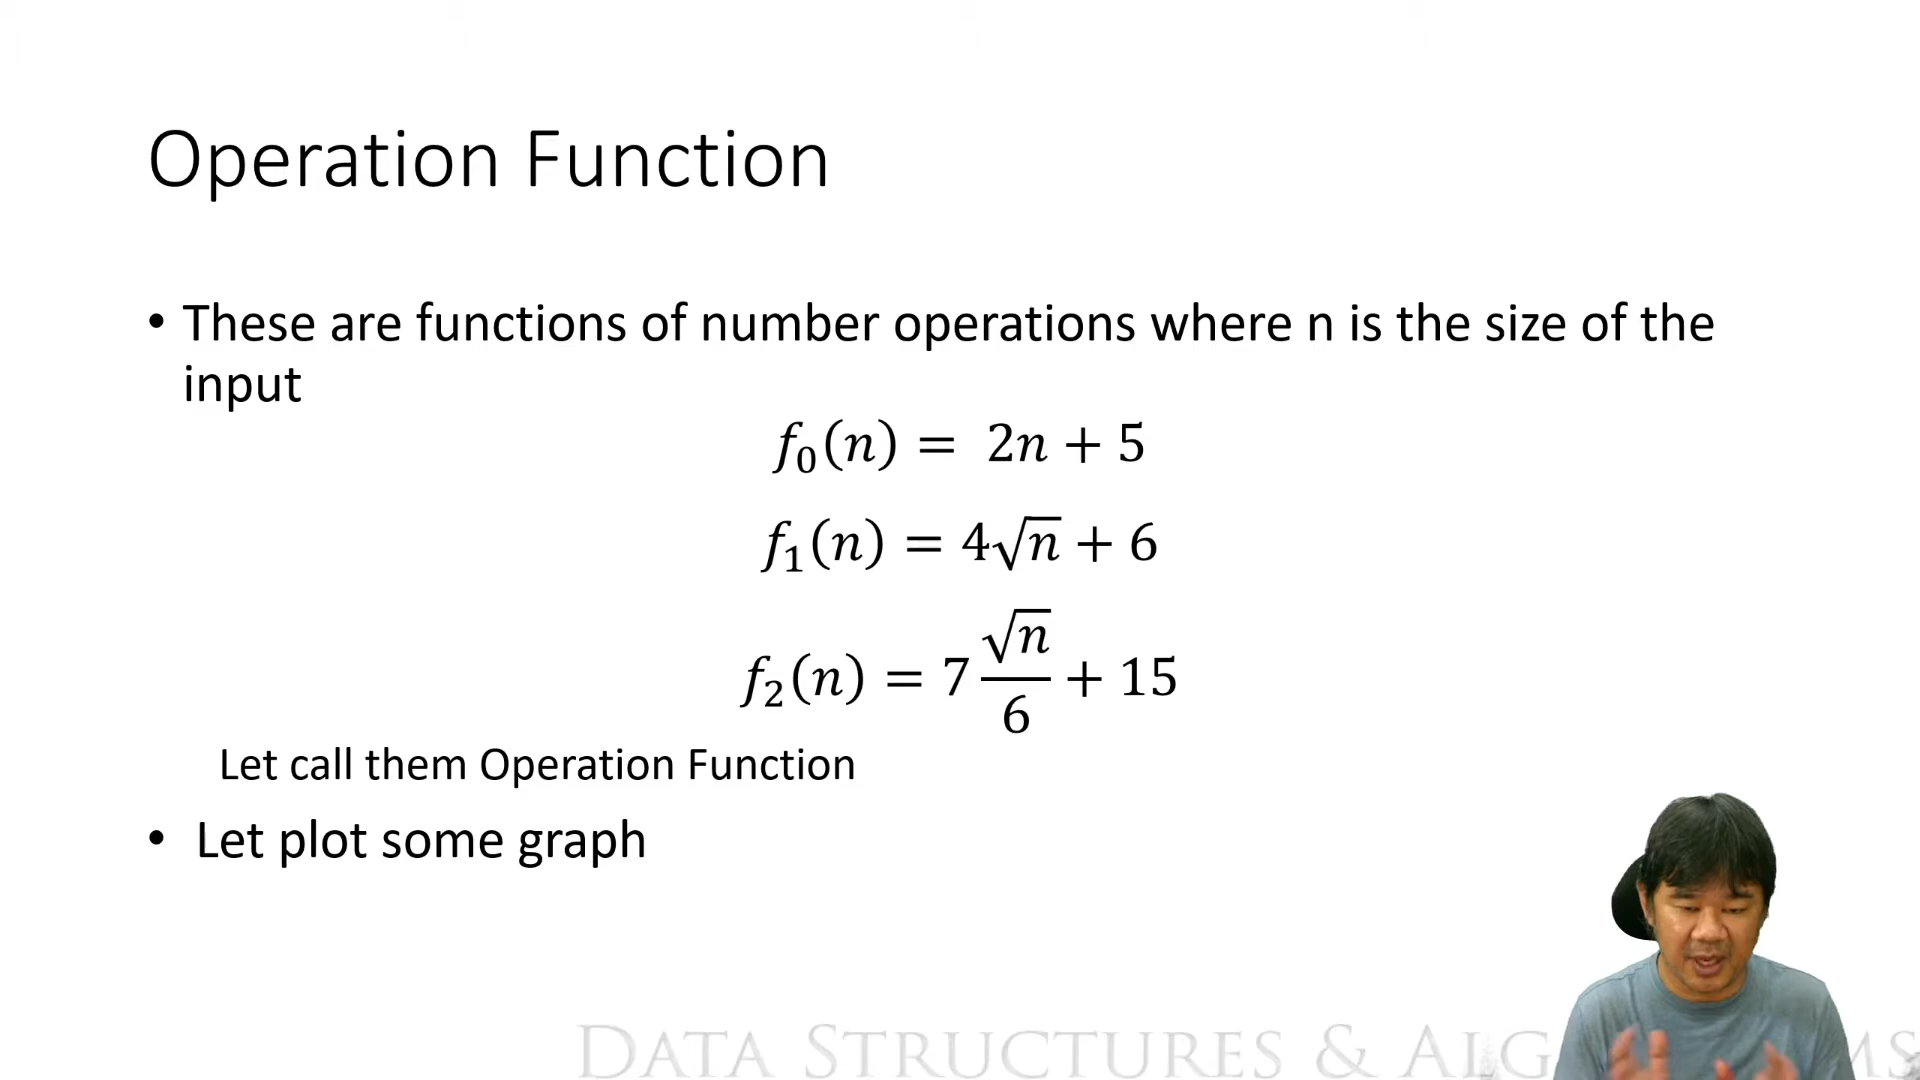 Operation Function
• These are functions of number operations where n is the size of the
input
f₀(n) = 2n + 5
f₁(n) = 4√n + 6
f₂(n) = 7 √n/6 + 15
Let call them Operation Function
• Let plot some graph
DATA STRUCTURES &